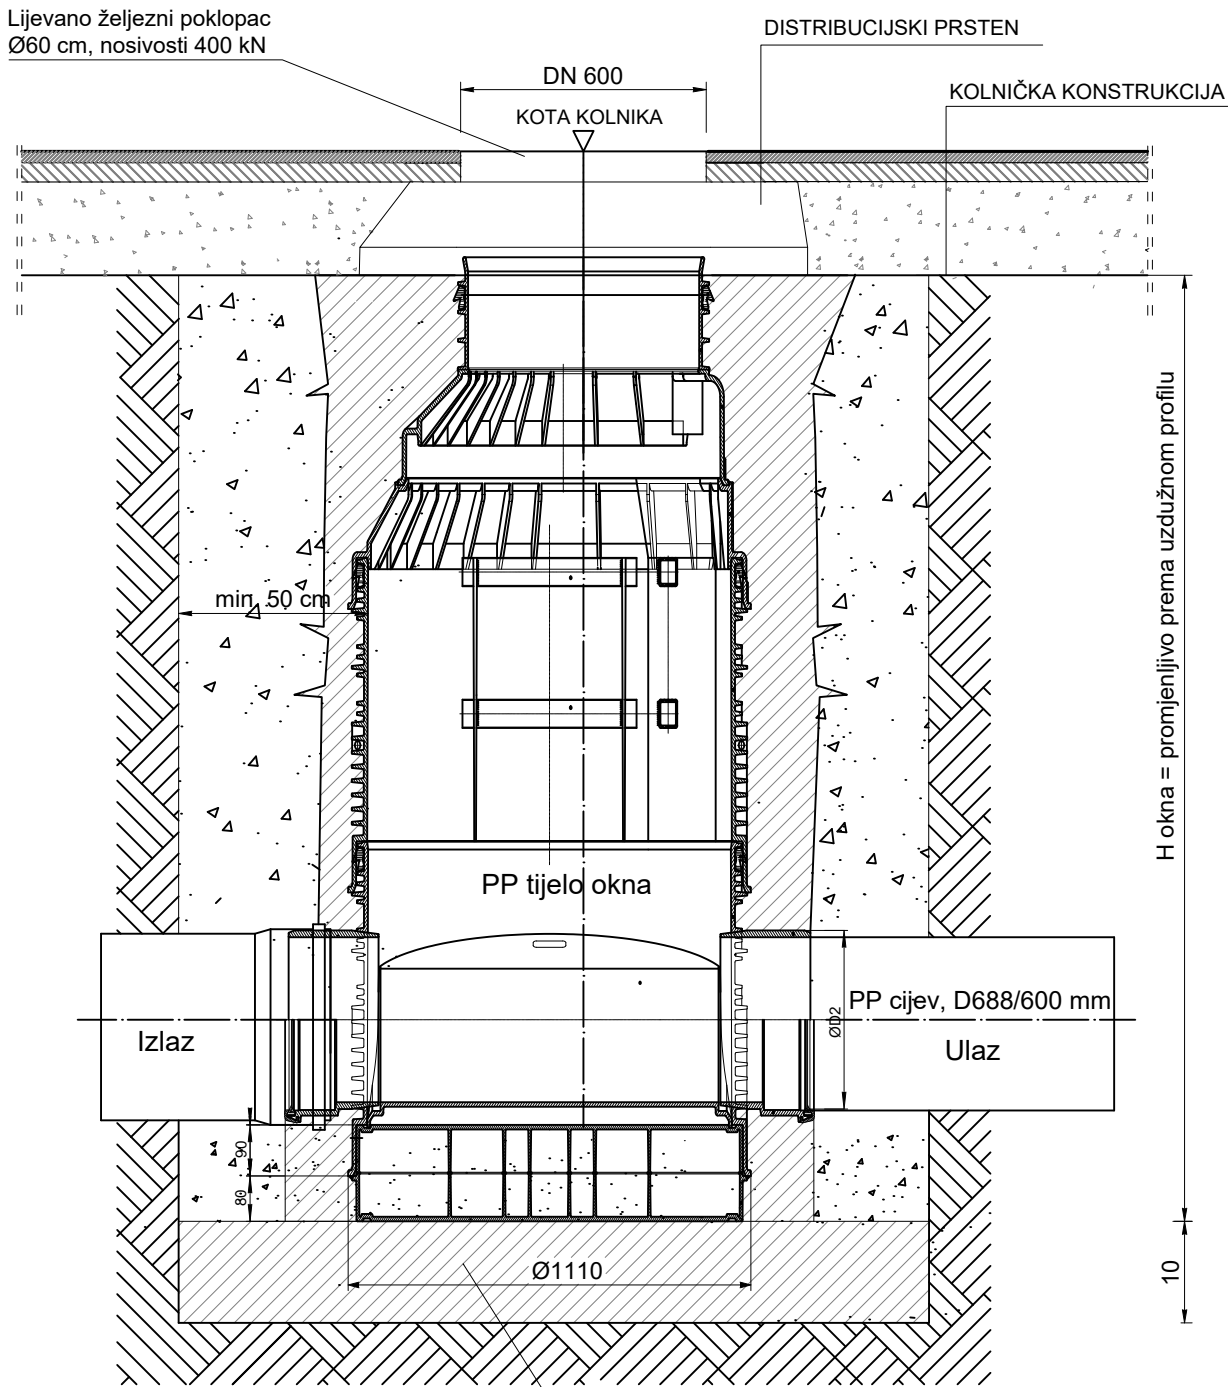 Lijevano željezni poklopac
Ø60 cm, nosivosti 400 kN
DISTRIBUCIJSKI PRSTEN
DN 600
KOLNIČKA KONSTRUKCIJA
KOTA KOLNIKA
H okna = promjenljivo prema uzdužnom profilu
min. 50 cm
PP tijelo okna
PP cijev, D688/600 mm
ØD2
Izlaz
Ulaz
90
80
Ø1110
10